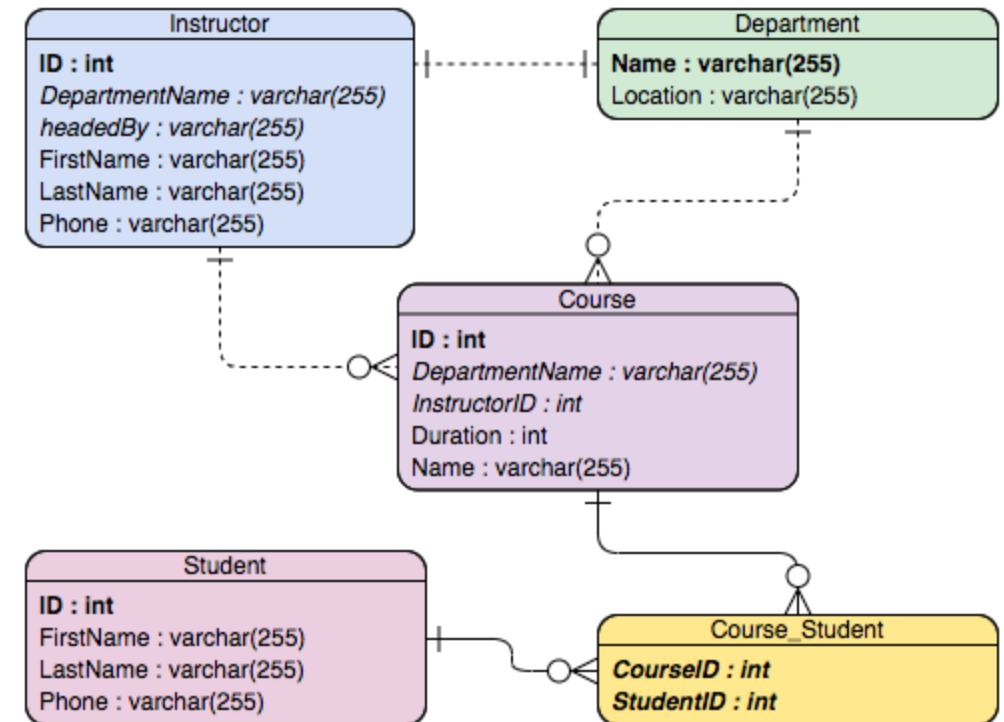 Instructor
ID : int
DepartmentName : varchar(255)
headedBy : varchar(255)
FirstName : varchar(255)
LastName : varchar(255)
Phone : varchar(255)
Department
Name : varchar(255)
Location : varchar(255)
Course
ID : int
DepartmentName : varchar(255)
InstructorID : int
Duration : int
Name : varchar(255)
Student
ID : int
FirstName : varchar(255)
LastName : varchar(255)
Phone : varchar(255)
Course_Student
CourseID : int
StudentID : int